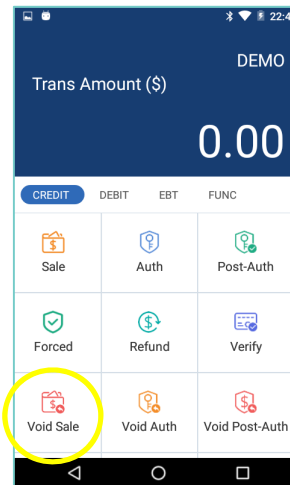 22:4
DEMO
Trans Amount ($)
0.00
CREDIT DEBIT EBT FUNC
Sale Auth Post-Auth
Forced Refund Verify
Void Sale Void Auth Void Post-Auth